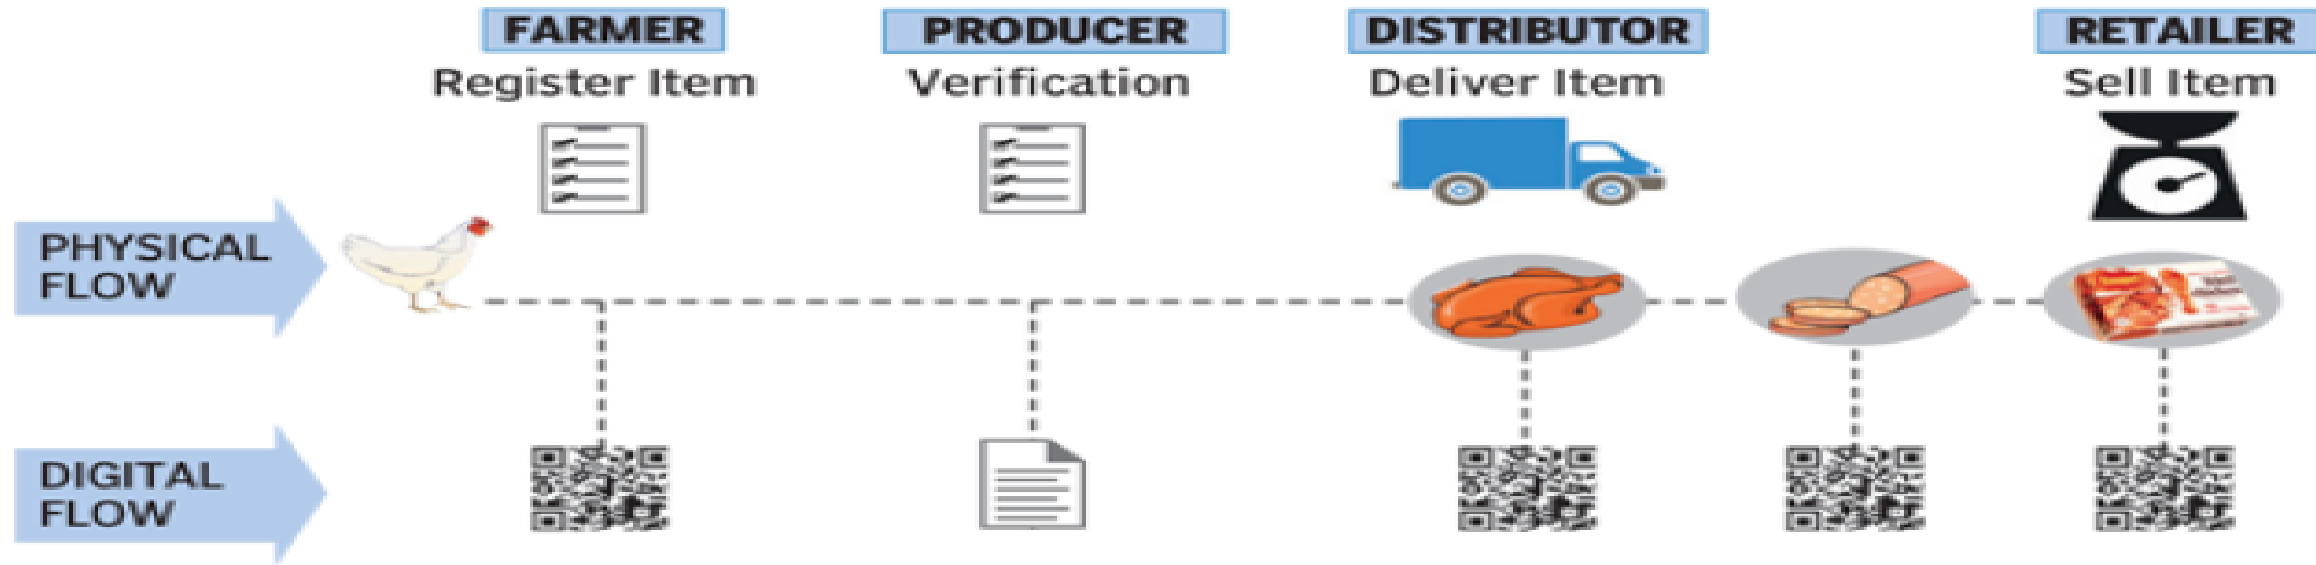 FARMER
PRODUCER
DISTRIBUTOR
RETAILER
Register Item
Verification
Deliver Item
Sell Item
PHYSICAL
FLOW
DIGITAL
FLOW